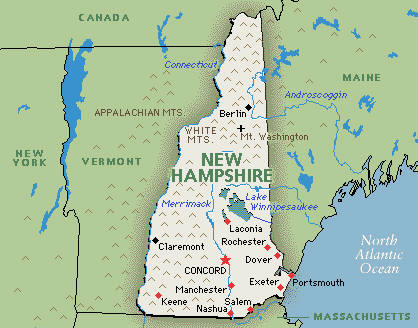 CANADA
Connecticut
MAINE
Androscoggin
APPALACHIAN MTS.
Berlin
WHITE
MTS.
Mt. Washington
NEW
YORK
VERMONT
NEW
HAMPSHIRE
Merrimack
Lake
Winnipesaukee
Laconia
Rochester
Claremont
Dover
North
Atlantic
Ocean
CONCORD
Exeter
Portsmouth
Manchester
Keene
Salem
Nashua
MASSACHUSETTS